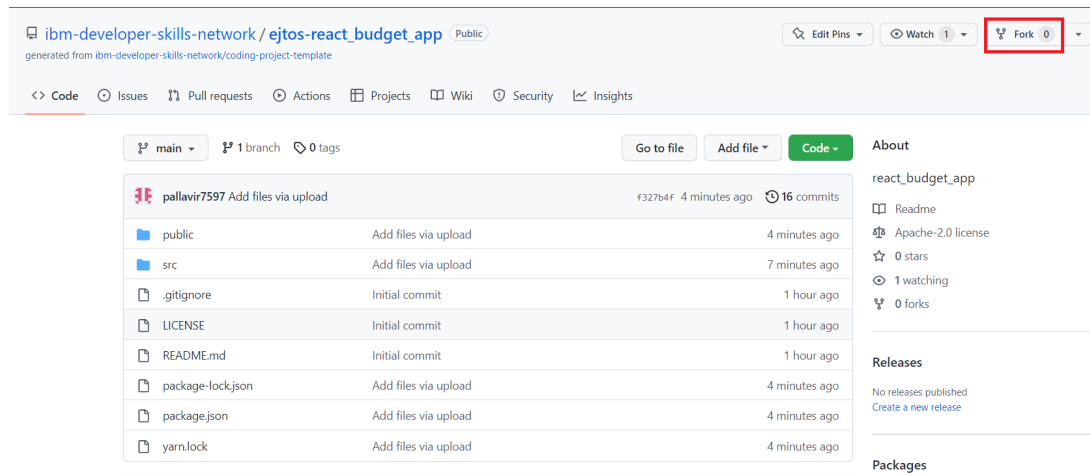 ibm-developer-skills-network / ejtos-react_budget_app Public
Edit Pins Watch 1 Fork 0
generated from ibm-developer-skills-network/coding-project-template
Code Issues Pull requests Actions Projects Wiki Security Insights
main 1 branch 0 tags Go to file Add file Code
About
react_budget_app
pallavir7597 Add files via upload f327b4f 4 minutes ago 16 commits
public Add files via upload 4 minutes ago
src Add files via upload 7 minutes ago
.gitignore Initial commit 1 hour ago
LICENSE Initial commit 1 hour ago
README.md Initial commit 1 hour ago
package-lock.json Add files via upload 4 minutes ago
package.json Add files via upload 4 minutes ago
yarn.lock Add files via upload 4 minutes ago
Readme
Apache-2.0 license
0 stars
1 watching
0 forks
Releases
No releases published
Create a new release
Packages